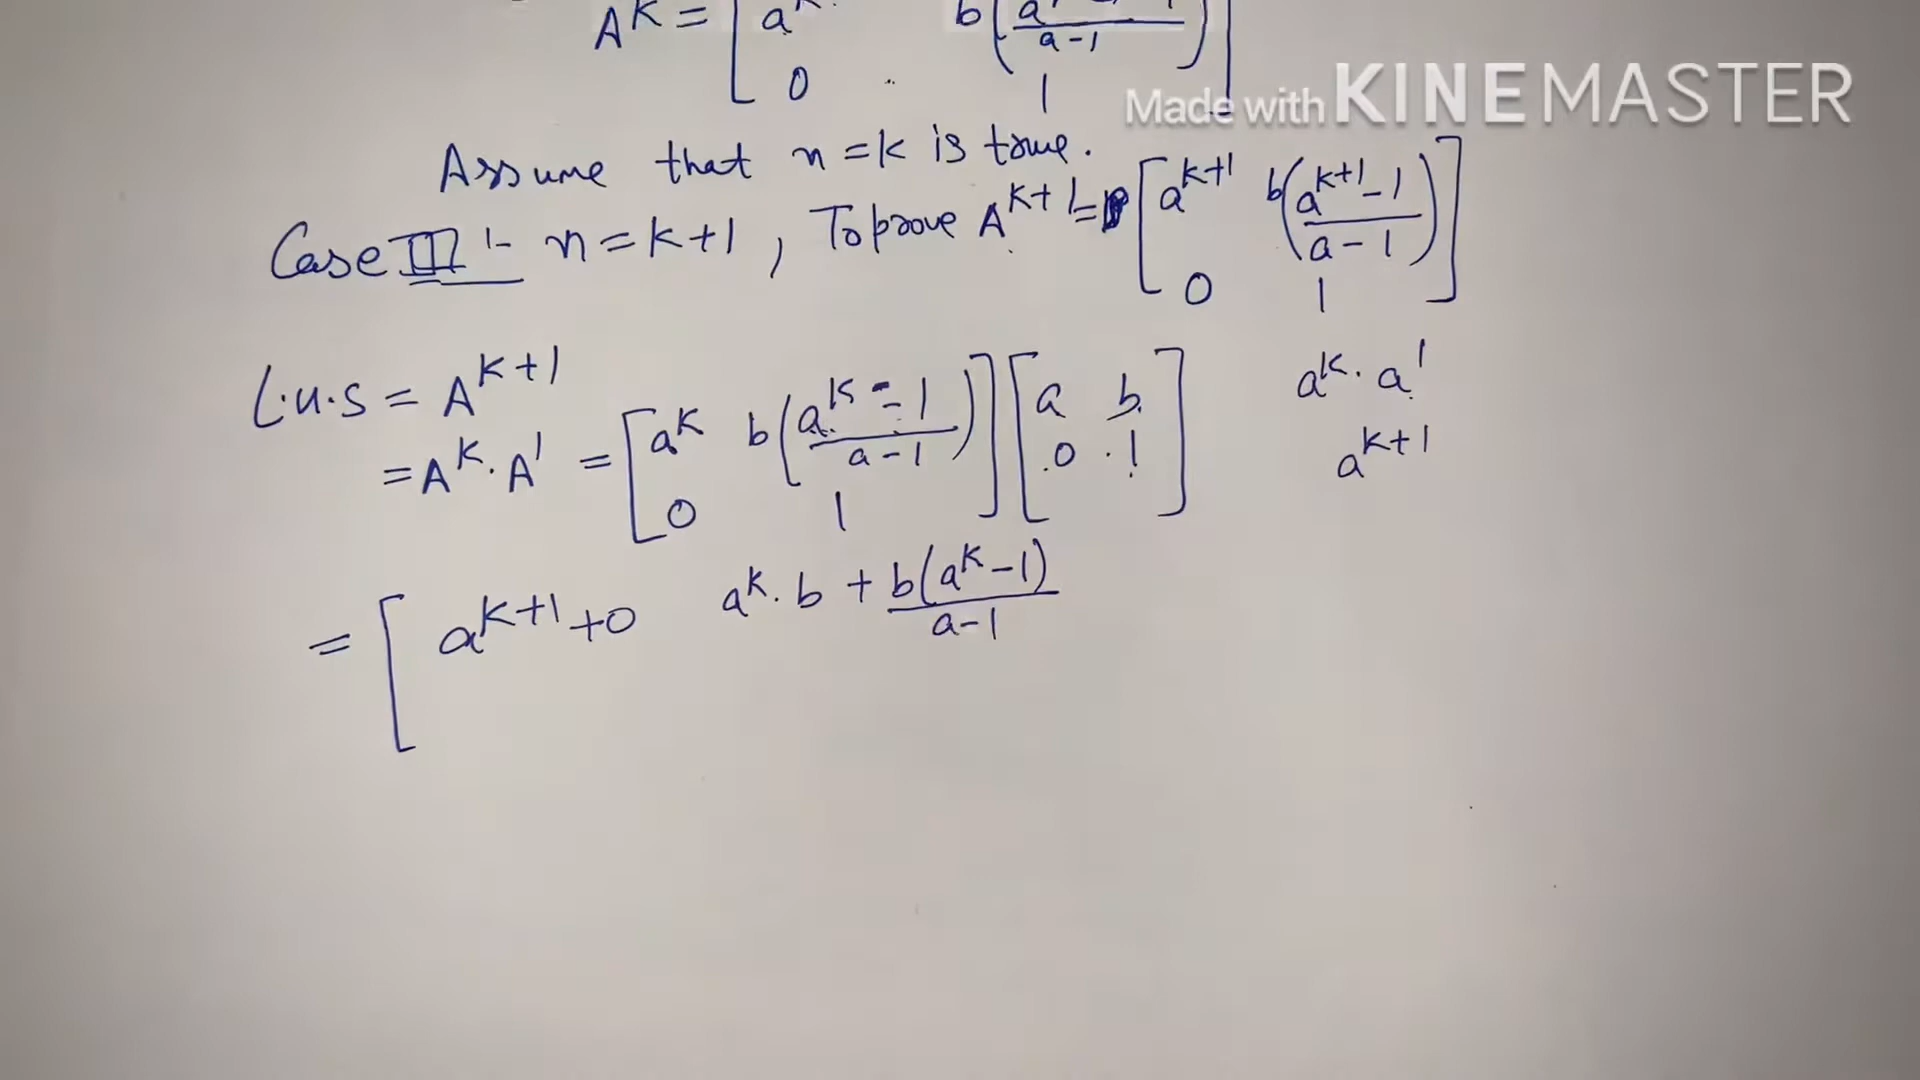 A^K = [ a^K b( a /a-1 )
0 1 ]
Made with KINEMASTER
Assume that n = k is true.
Case III :- n = k+1 , To prove A^{k+1} = [ a^{k+1} b( a^{k+1} - 1 / a - 1 )
0 1 ]
L.H.S = A^{K+1}
= A^K . A^1 = [ a^K b( a^K - 1 / a - 1 ) ] [ a b ]
0 1 0 1
a^k . a^1
a^{k+1}
= [ a^{k+1} + 0 a^k . b + b(a^k - 1) / a - 1